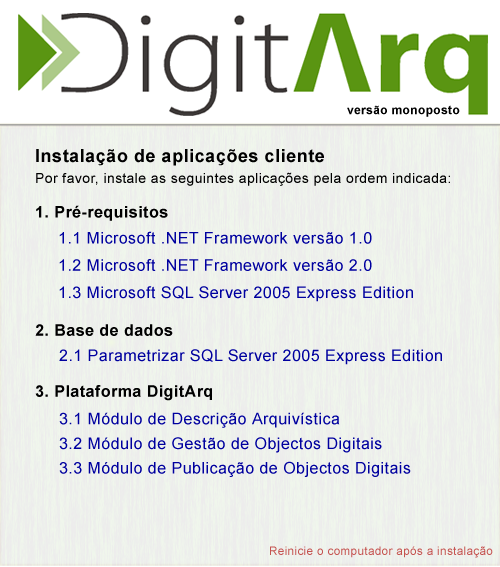 DigitArq
versão monoposto
Instalação de aplicações cliente
Por favor, instale as seguintes aplicações pela ordem indicada:
1. Pré-requisitos
1.1 Microsoft .NET Framework versão 1.0
1.2 Microsoft .NET Framework versão 2.0
1.3 Microsoft SQL Server 2005 Express Edition
2. Base de dados
2.1 Parametrizar SQL Server 2005 Express Edition
3. Plataforma DigitArq
3.1 Módulo de Descrição Arquivística
3.2 Módulo de Gestão de Objectos Digitais
3.3 Módulo de Publicação de Objectos Digitais
Reinicie o computador após a instalação